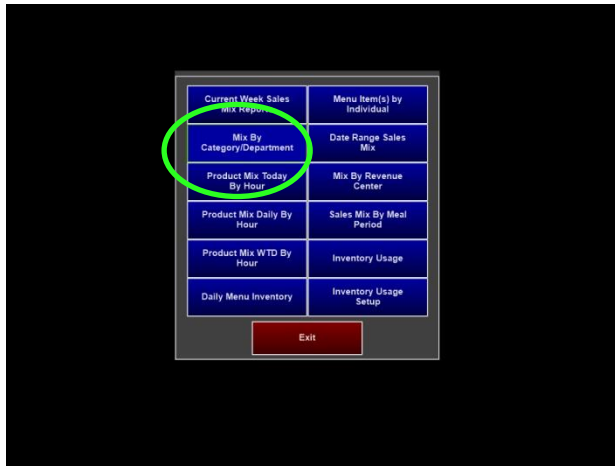 Current Week Sales
Mix Reports
Menu Item(s) by
Individual
Mix By
Category/Department
Date Range Sales
Mix
Product Mix Today
By Hour
Mix By Revenue
Center
Product Mix Daily By
Hour
Sales Mix By Meal
Period
Product Mix WTD By
Hour
Inventory Usage
Daily Menu Inventory
Inventory Usage
Setup
Exit